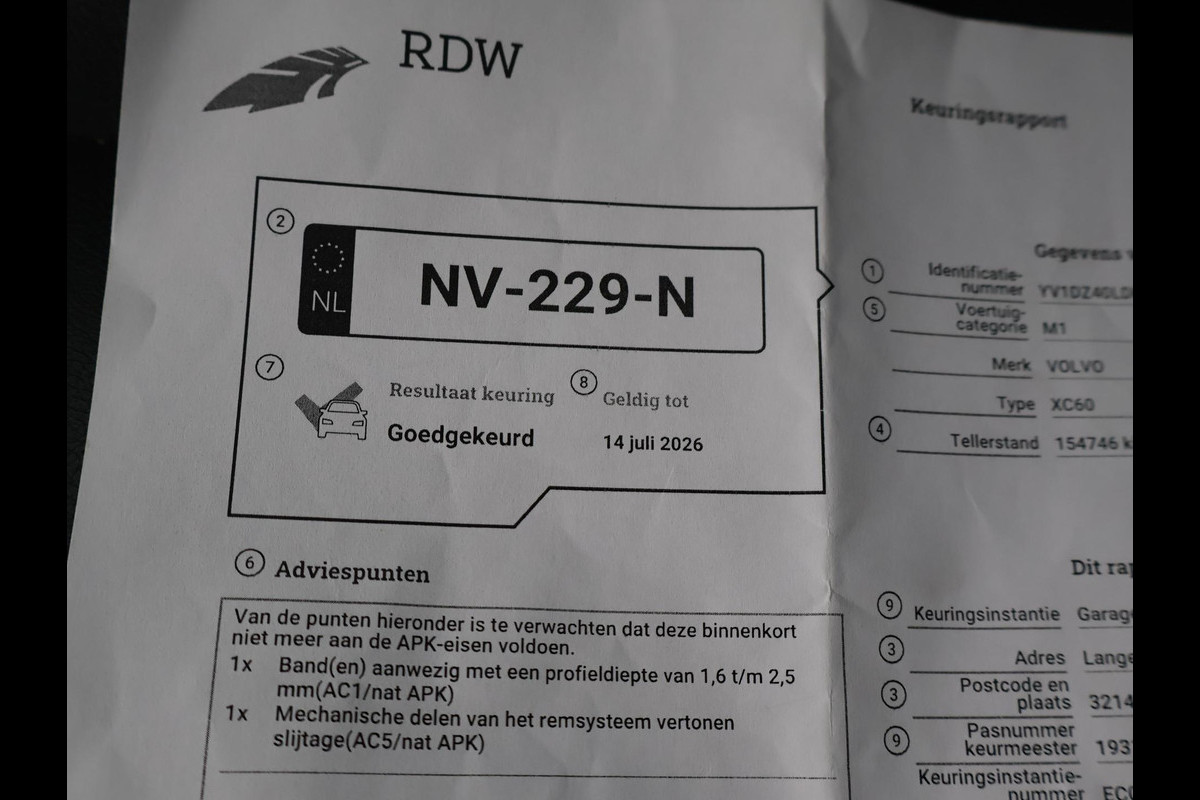 RDW
Keuringsrapport
2
NL
NV-229-N
7
Resultaat keuring
Goedgekeurd
8
Geldig tot
14 juli 2026
Gegevens
1 Identificatie-
nummer
5 Voertuig-
categorie M1
Merk VOLVO
Type XC60
4 Tellerstand 154746
6 Adviespunten
Van de punten hieronder is te verwachten dat deze binnenkort
niet meer aan de APK-eisen voldoen.
1x Band(en) aanwezig met een profieldiepte van 1,6 t/m 2,5
mm(AC1/nat APK)
1x Mechanische delen van het remsysteem vertonen
slijtage(AC5/nat APK)
Dit
9 Keuringsinstantie
3 Adres
3 Postcode en
plaats 3214
9 Pasnummer
keurmeester
Keuringsinstantie-
nummer